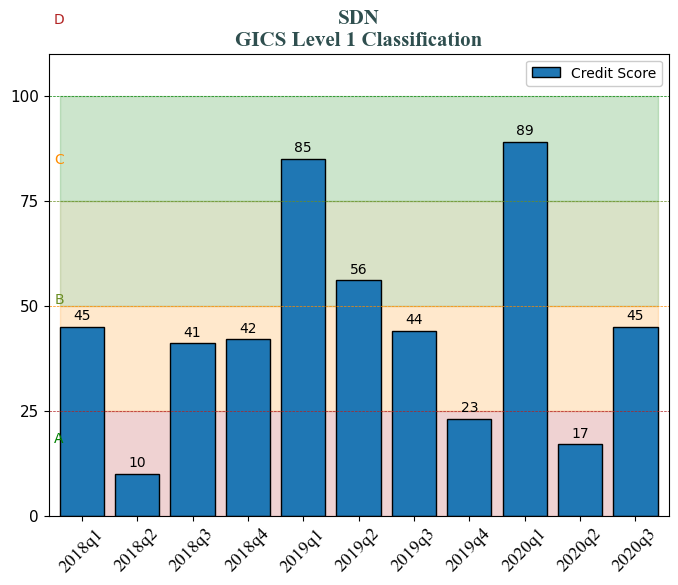 D
SDN
GICS Level 1 Classification
Credit Score
100
89
85
C
75
56
50
B
45
41
42
44
45
25
23
A
17
10
0
2018q1
2018q2
2018q3
2018q4
2019q1
2019q2
2019q3
2019q4
2020q1
2020q2
2020q3